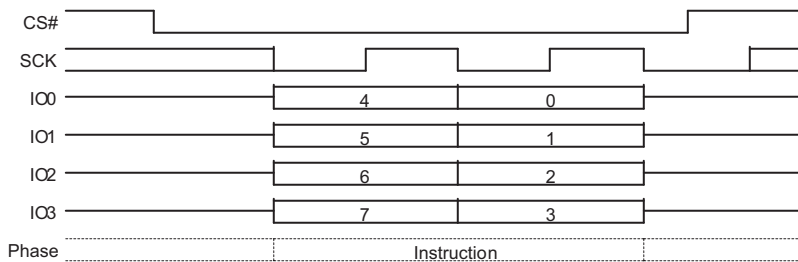 CS#
SCK
IO0 4 0
IO1 5 1
IO2 6 2
IO3 7 3
Phase Instruction